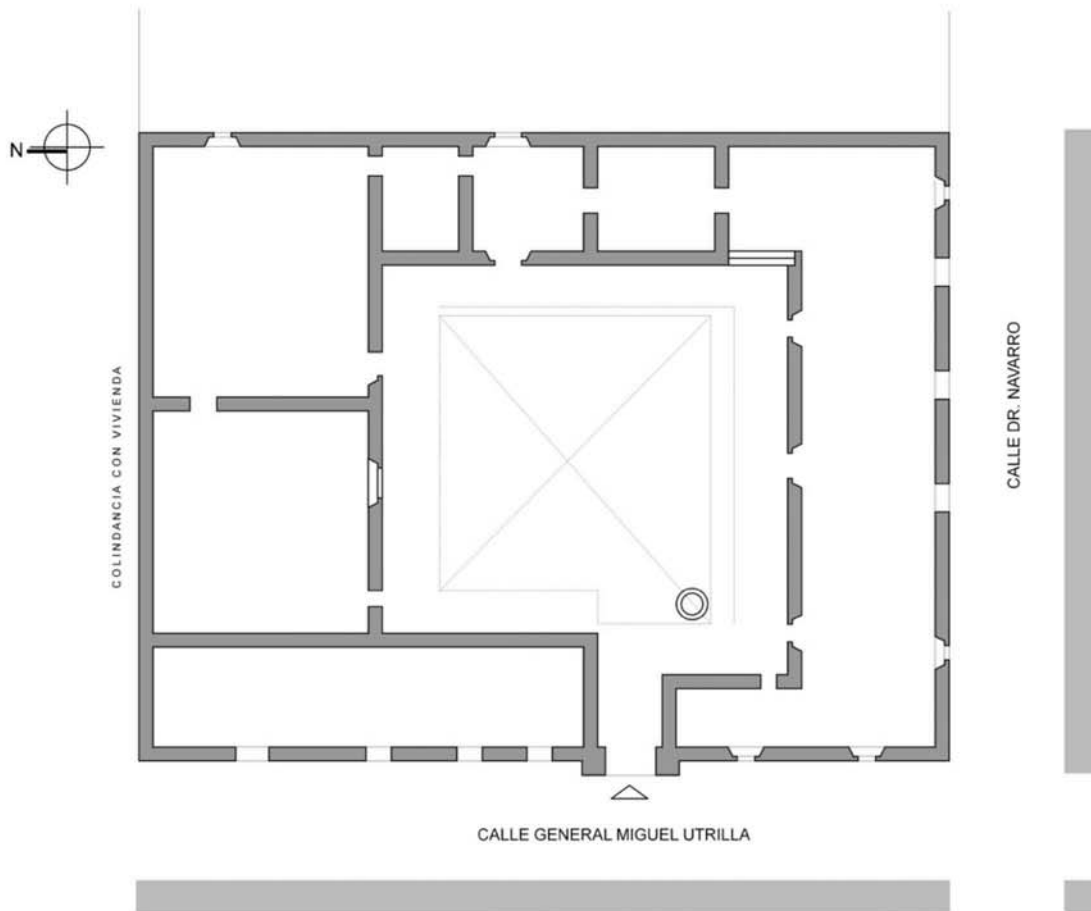 N
COLINDANCIA CON VIVIENDA
CALLE DR. NAVARRO
CALLE GENERAL MIGUEL UTRILLA